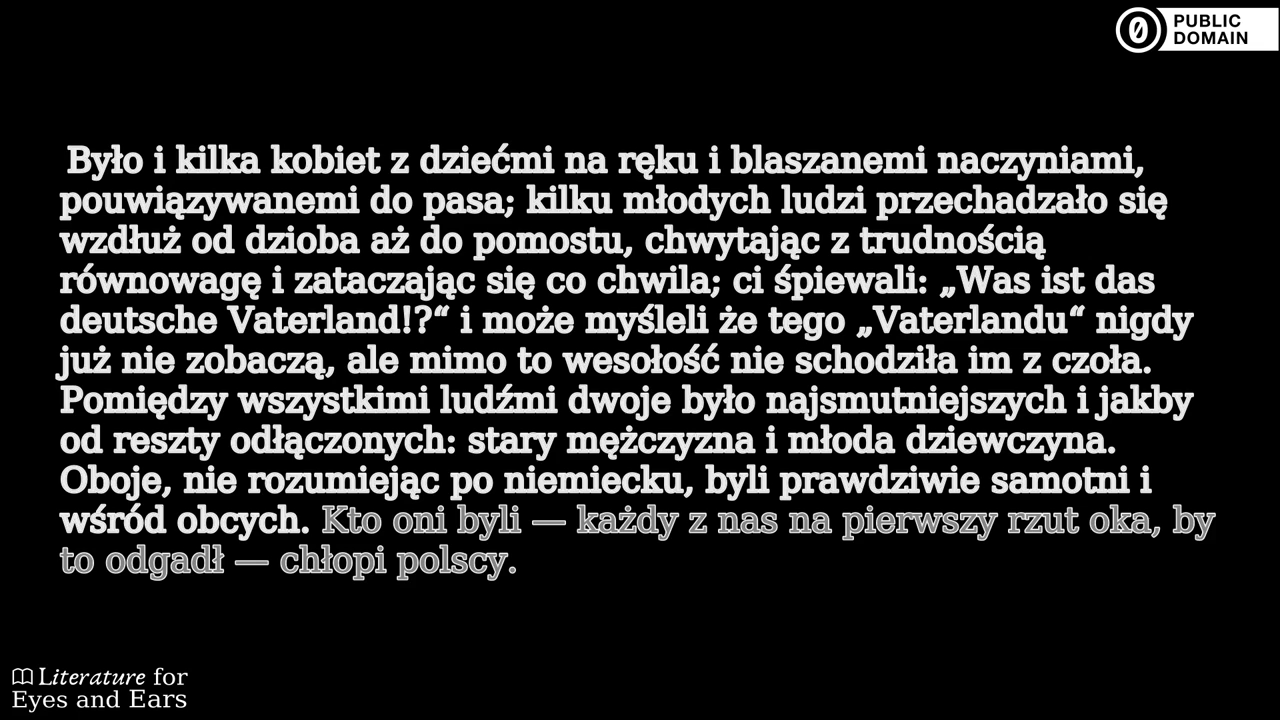 PUBLIC
DOMAIN
Było i kilka kobiet z dziećmi na ręku i blaszanemi naczyniami,
pouwiązywanemi do pasa; kilku młodych ludzi przechadzało się
wzdłuż od dzioba aż do pomostu, chwytając z trudnością
równowagę i zataczając się co chwila; ci śpiewali: „Was ist das
deutsche Vaterland!?“ i może myśleli że tego „Vaterlandu“ nigdy
już nie zobaczą, ale mimo to wesołość nie schodziła im z czoła.
Pomiędzy wszystkimi ludźmi dwoje było najsmutniejszych i jakby
od reszty odłączonych: stary mężczyzna i młoda dziewczyna.
Oboje, nie rozumiejąc po niemiecku, byli prawdziwie samotni i
wśród obcych. Kto oni byli — każdy z nas na pierwszy rzut oka, by
to odgadł — chłopi polscy.
Literature for
Eyes and Ears